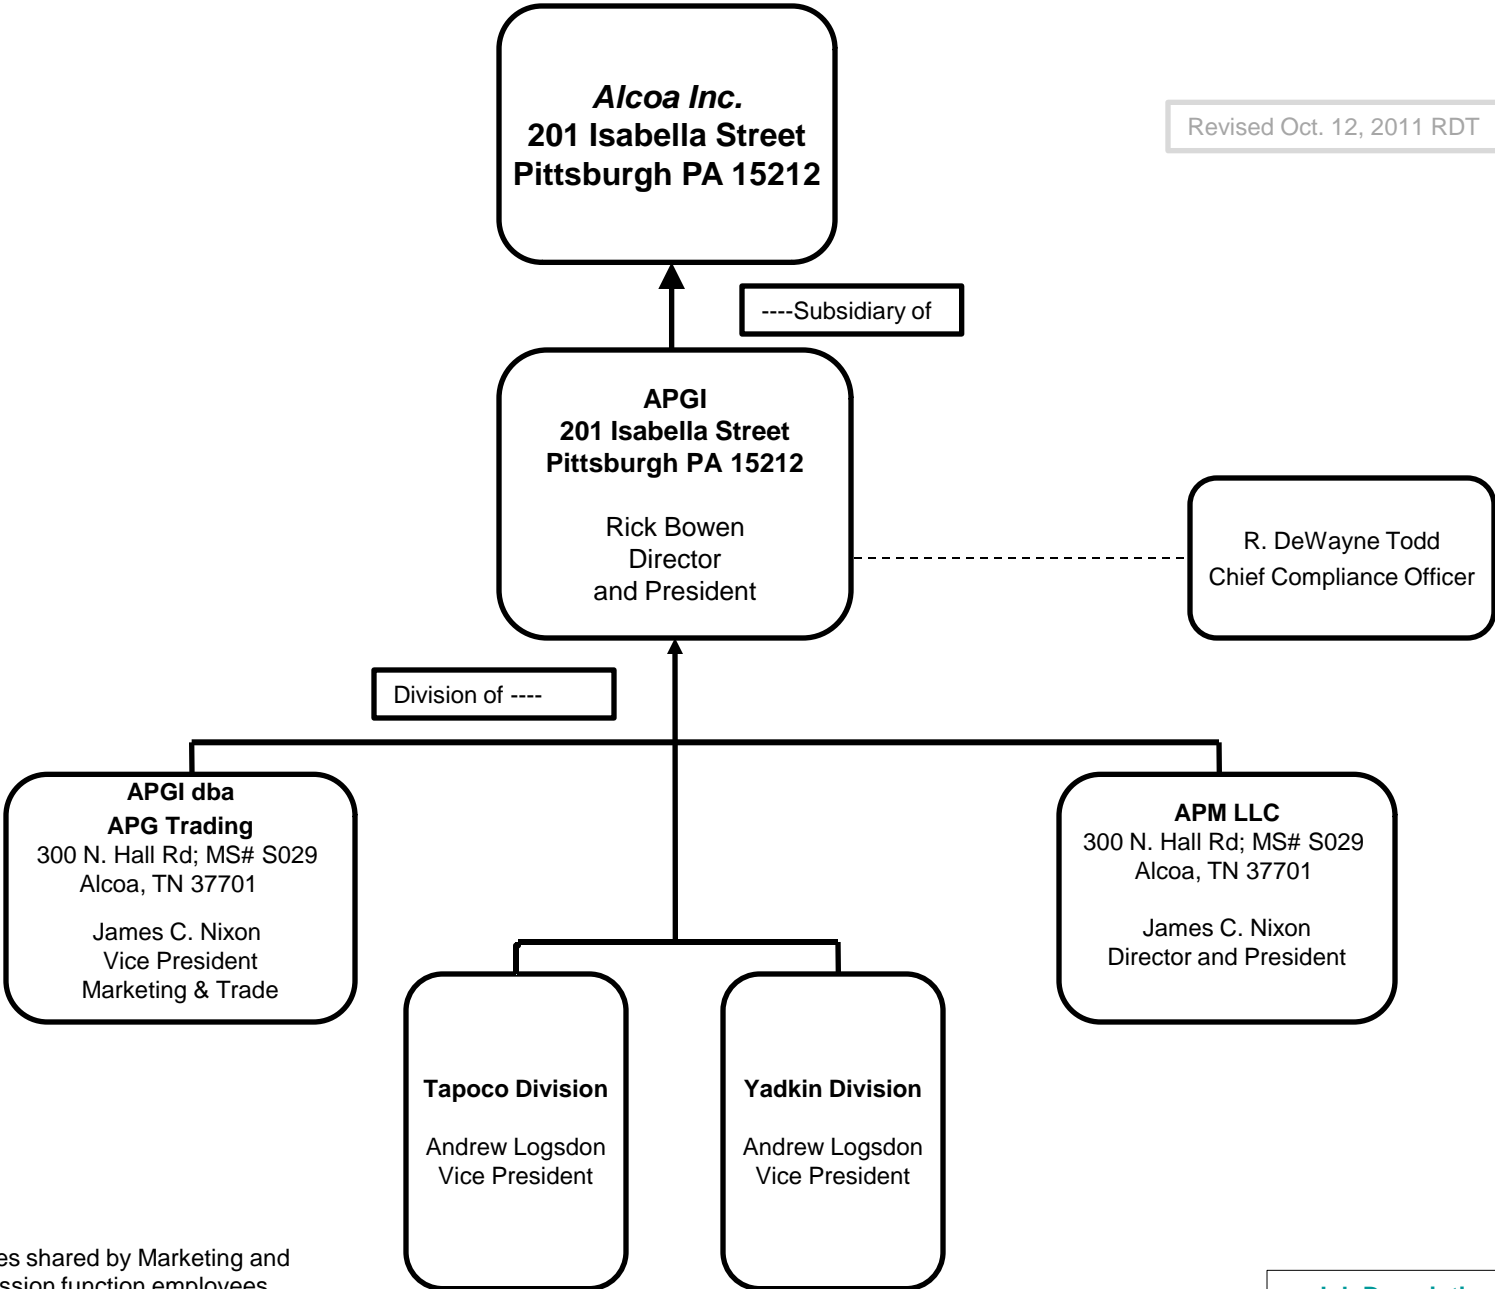 Alcoa Inc.
201 Isabella Street
Pittsburgh PA 15212
Revised Oct. 12, 2011 RDT
----Subsidiary of
APGI
201 Isabella Street
Pittsburgh PA 15212
Rick Bowen
Director
and President
R. DeWayne Todd
Chief Compliance Officer
Division of ----
APGI dba
APG Trading
300 N. Hall Rd; MS# S029
Alcoa, TN 37701
James C. Nixon
Vice President
Marketing & Trade
APM LLC
300 N. Hall Rd; MS# S029
Alcoa, TN 37701
James C. Nixon
Director and President
Tapoco Division
Andrew Logsdon
Vice President
Yadkin Division
Andrew Logsdon
Vice President
shared by Marketing and
function employees